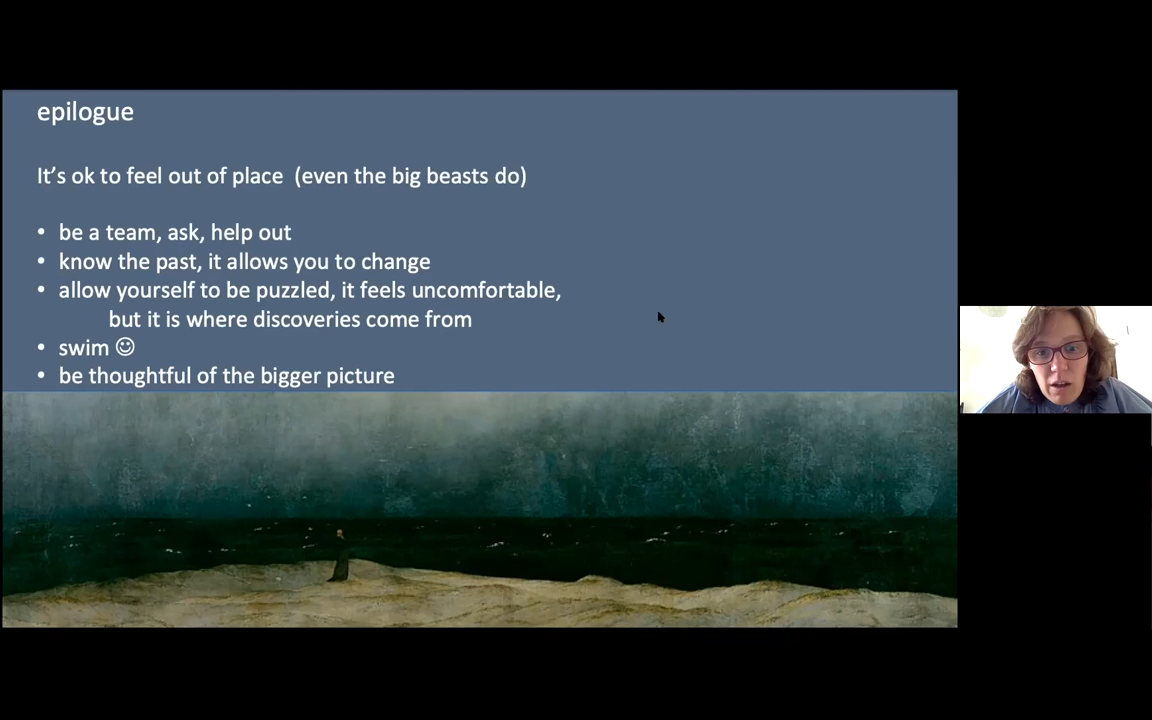 epilogue
It's ok to feel out of place  (even the big beasts do)
• be a team, ask, help out
• know the past, it allows you to change
• allow yourself to be puzzled, it feels uncomfortable,
but it is where discoveries come from
• swim ☺
• be thoughtful of the bigger picture